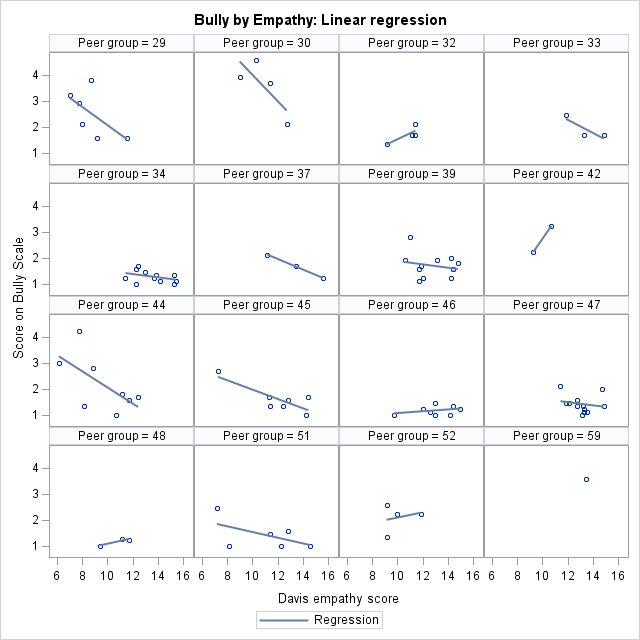 Bully by Empathy: Linear regression
Peer group = 29 Peer group = 30 Peer group = 32 Peer group = 33
4
3
2
1
Peer group = 34 Peer group = 37 Peer group = 39 Peer group = 42
4
3
2
1
Peer group = 44 Peer group = 45 Peer group = 46 Peer group = 47
4
3
2
1
Peer group = 48 Peer group = 51 Peer group = 52 Peer group = 59
4
3
2
1
Score on Bully Scale
6 8 10 12 14 16 6 8 10 12 14 16 6 8 10 12 14 16 6 8 10 12 14 16
Davis empathy score
Regression